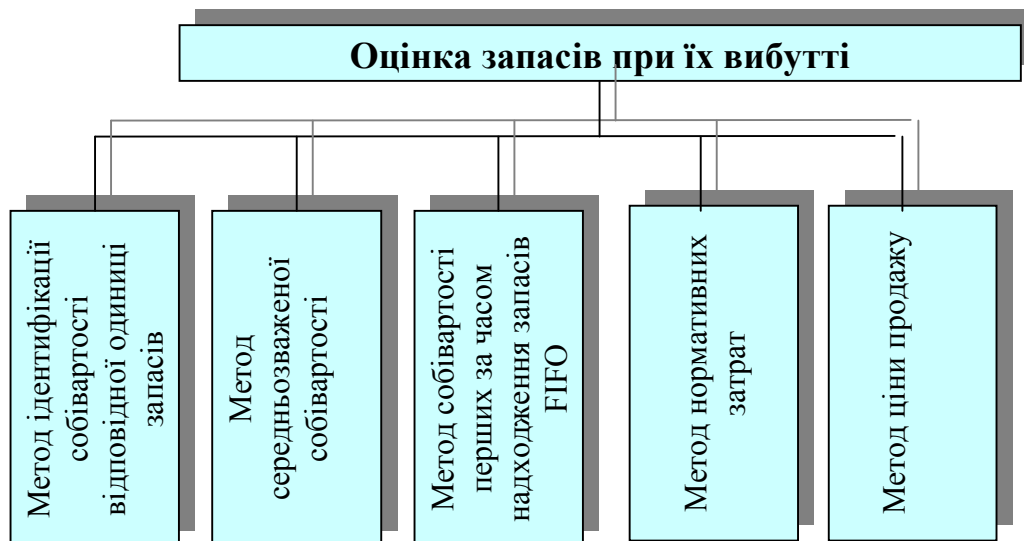 Оцінка запасів при їх вибутті
Метод ідентифікації
собівартості
відповідної одиниці
запасів
Метод
середньозваженої
собівартості
Метод собівартості
перших за часом
надходження запасів
FIFO
Метод нормативних
затрат
Метод ціни продажу